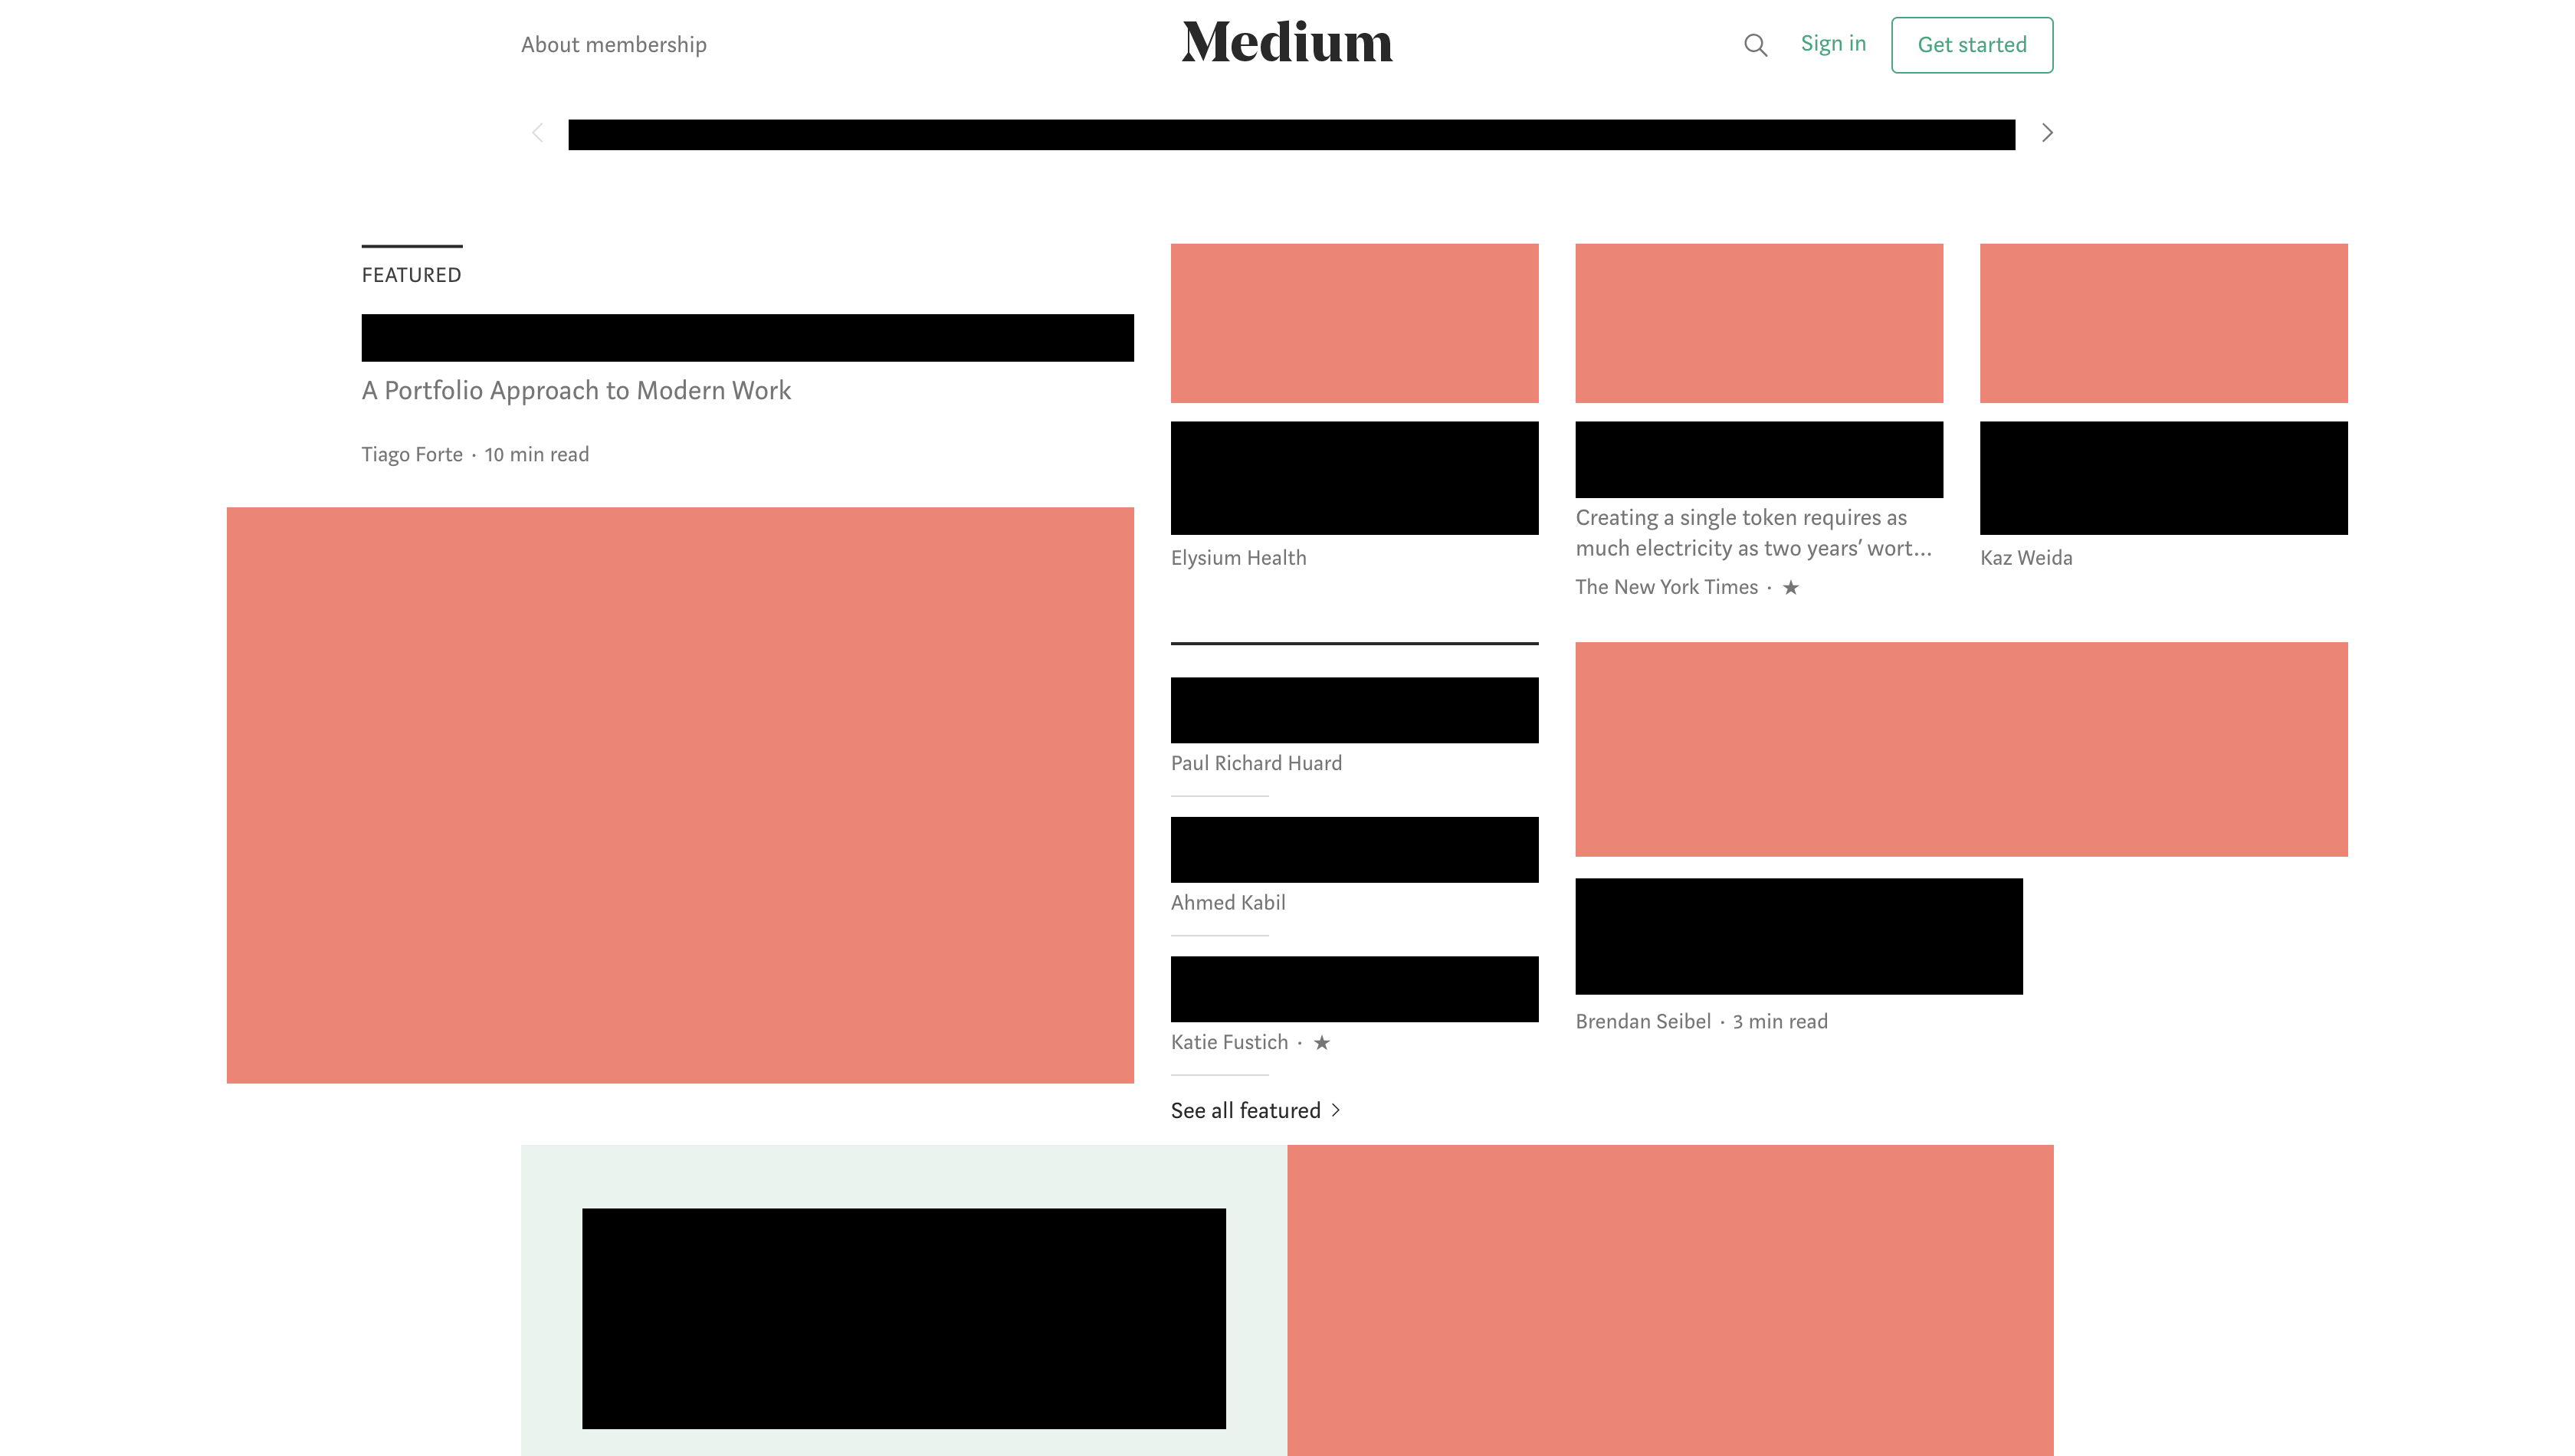 About membership
Medium
Sign in
Get started
FEATURED
A Portfolio Approach to Modern Work
Tiago Forte · 10 min read
Elysium Health
Creating a single token requires as
much electricity as two years’ wort...
The New York Times · ★
Kaz Weida
Paul Richard Huard
Ahmed Kabil
Katie Fustich · ★
See all featured
Brendan Seibel · 3 min read